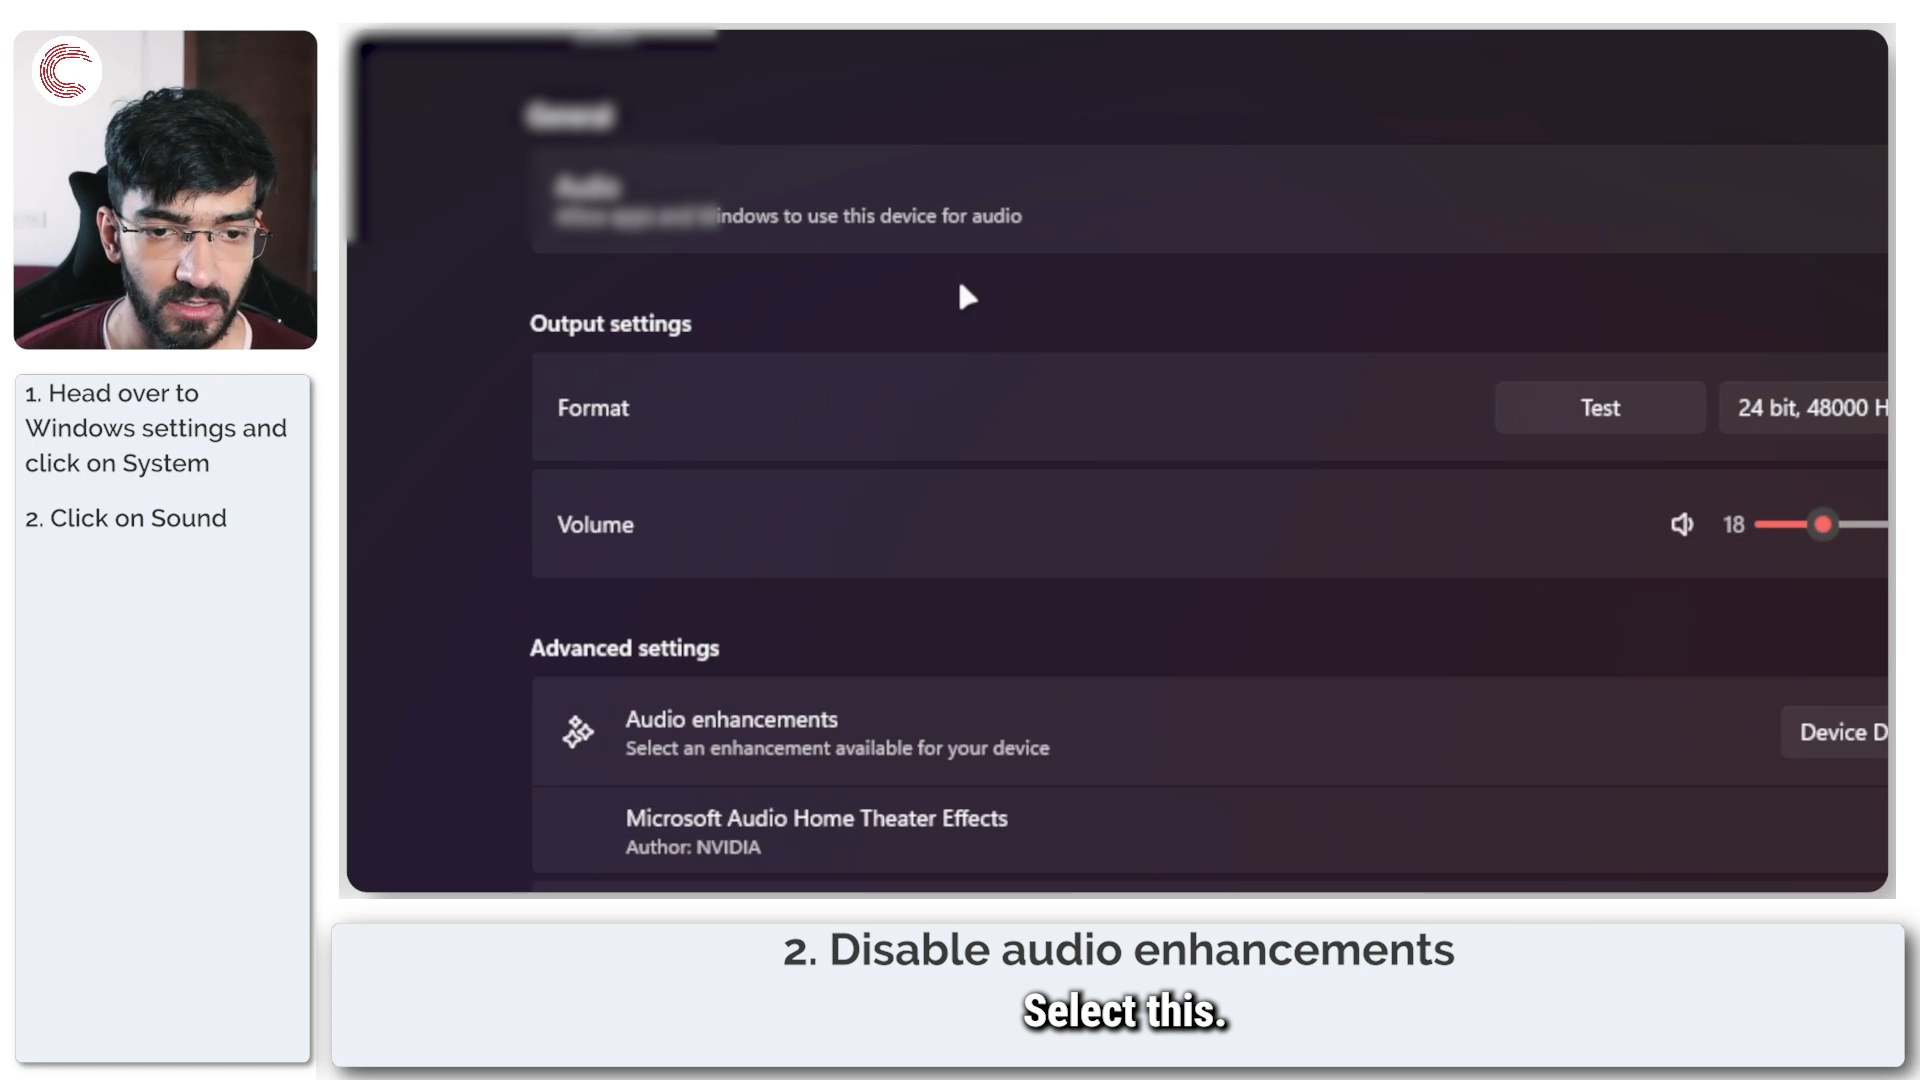 1. Head over to
Windows settings and
click on System
2. Click on Sound
General
Audio
indows to use this device for audio
Output settings
Format
Test
24 bit, 48000 H
Volume
18
Advanced settings
Audio enhancements
Select an enhancement available for your device
Device D
Microsoft Audio Home Theater Effects
Author: NVIDIA
2. Disable audio enhancements
Select this.